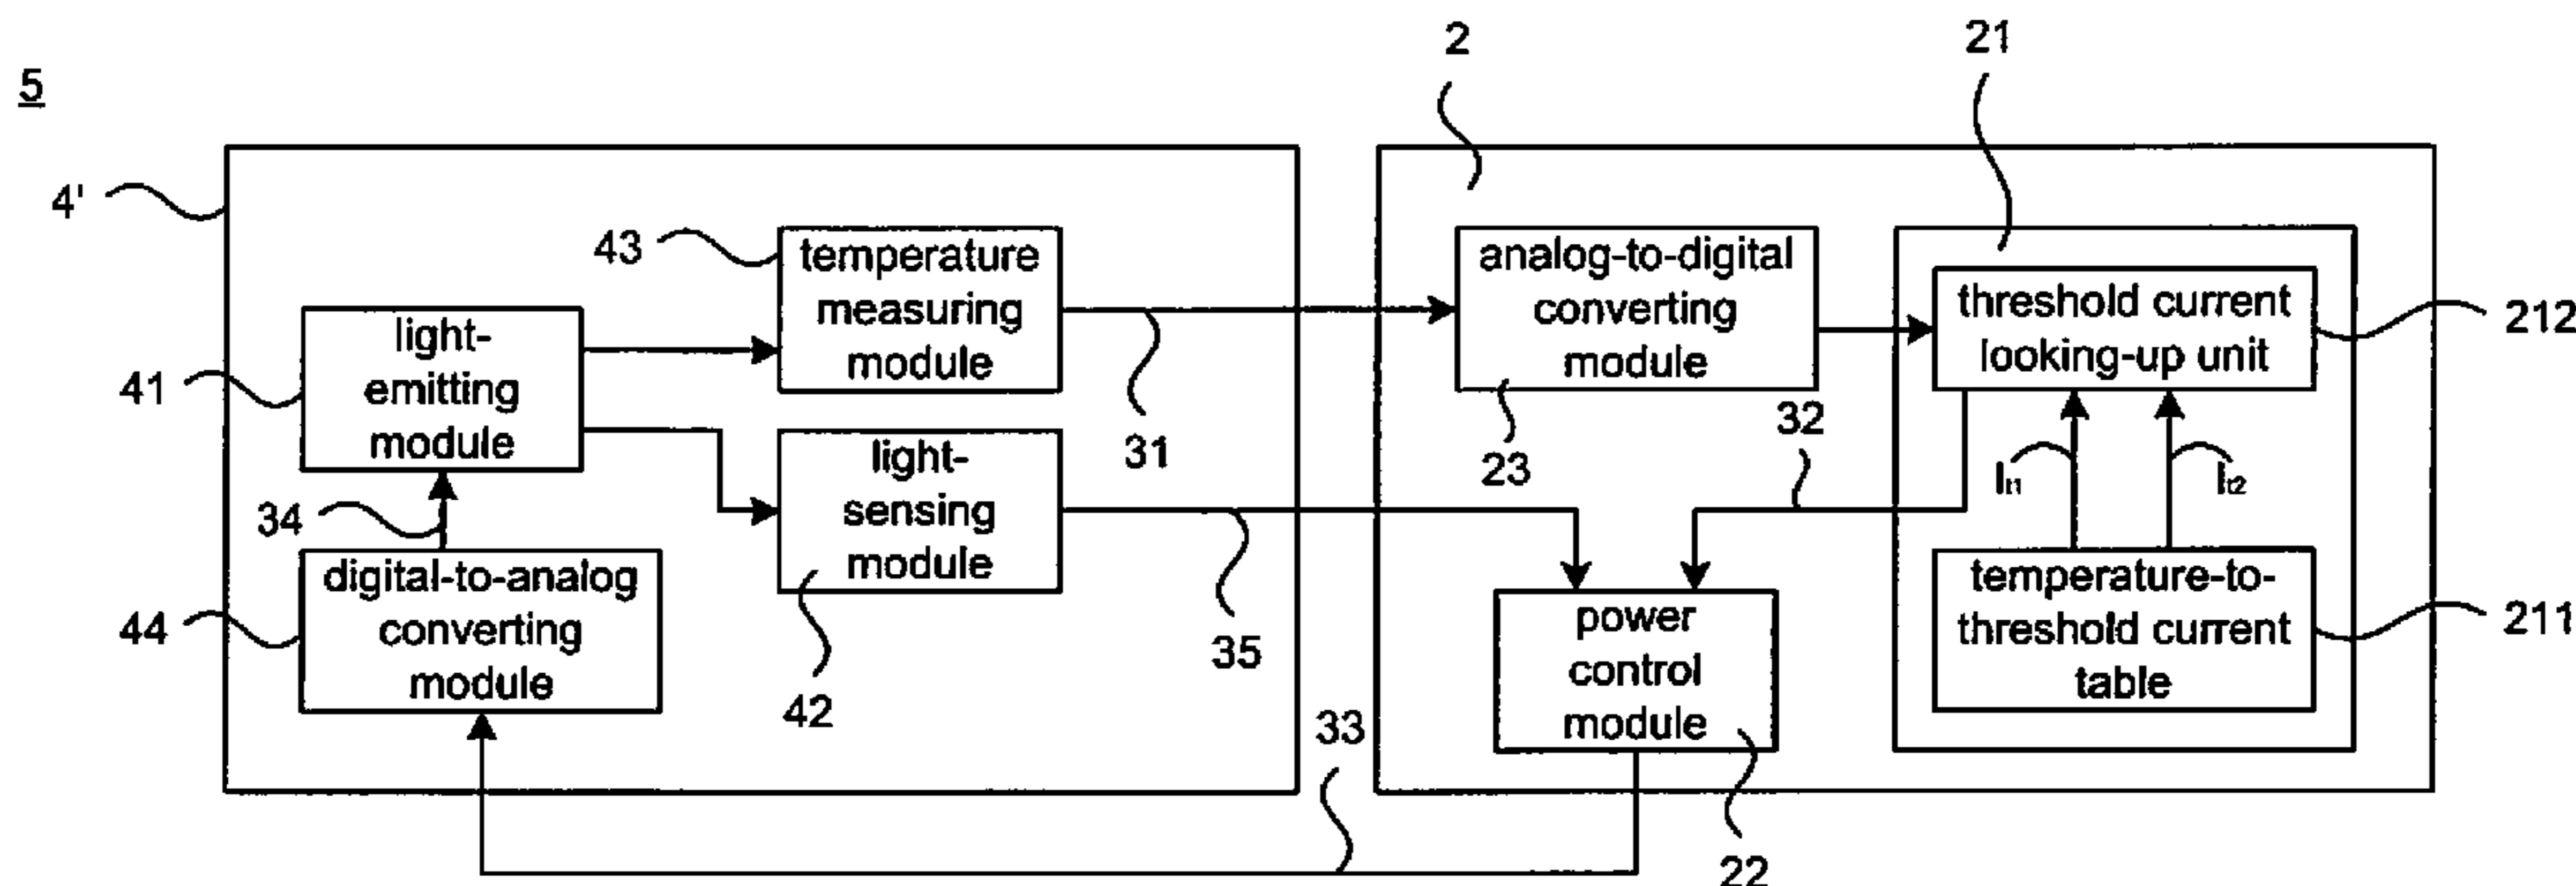 2
21
5
4'
43
temperature
measuring
module
analog-to-digital
converting
module
threshold current
looking-up unit
212
41
light-
emitting
module
31
23
32
It1
It2
34
light-
sensing
module
digital-to-analog
converting
module
44
42
35
power
control
module
temperature-to-
threshold current
table
211
33
22